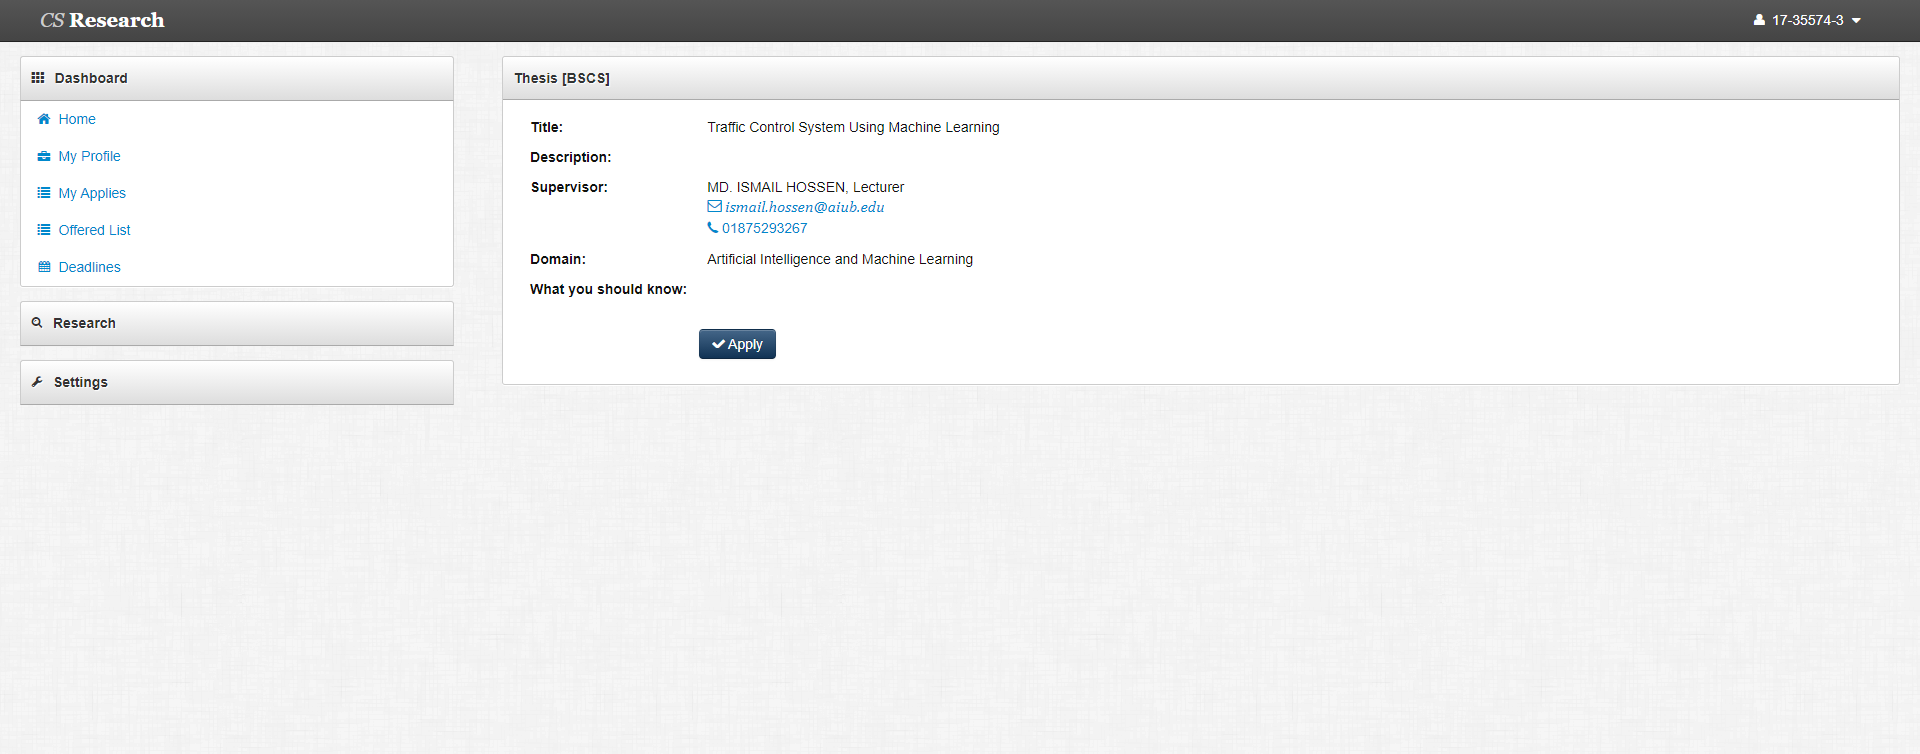 CS Research
17-35574-3
Dashboard
Home
My Profile
My Applies
Offered List
Deadlines
Research
Settings
Thesis [BSCS]
Title: Traffic Control System Using Machine Learning
Description:
Supervisor: MD. ISMAIL HOSSEN, Lecturer
ismail.hossen@aiub.edu
01875293267
Domain: Artificial Intelligence and Machine Learning
What you should know:
Apply